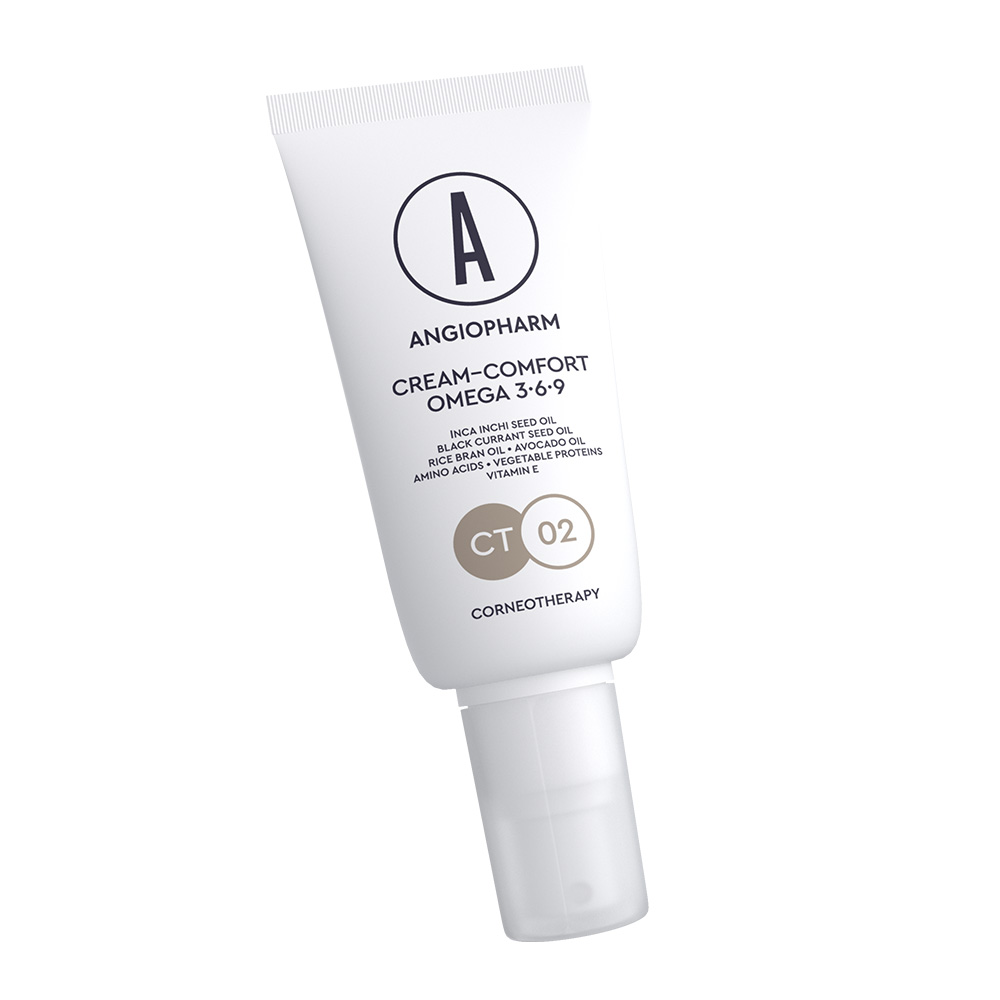 A
ANGIOPHARM
CREAM–COMFORT
OMEGA 3·6·9
INCA INCHI SEED OIL
BLACK CURRANT SEED OIL
RICE BRAN OIL • AVOCADO OIL
AMINO ACIDS • VEGETABLE PROTEINS
VITAMIN E
CT 02
CORNEOTHERAPY